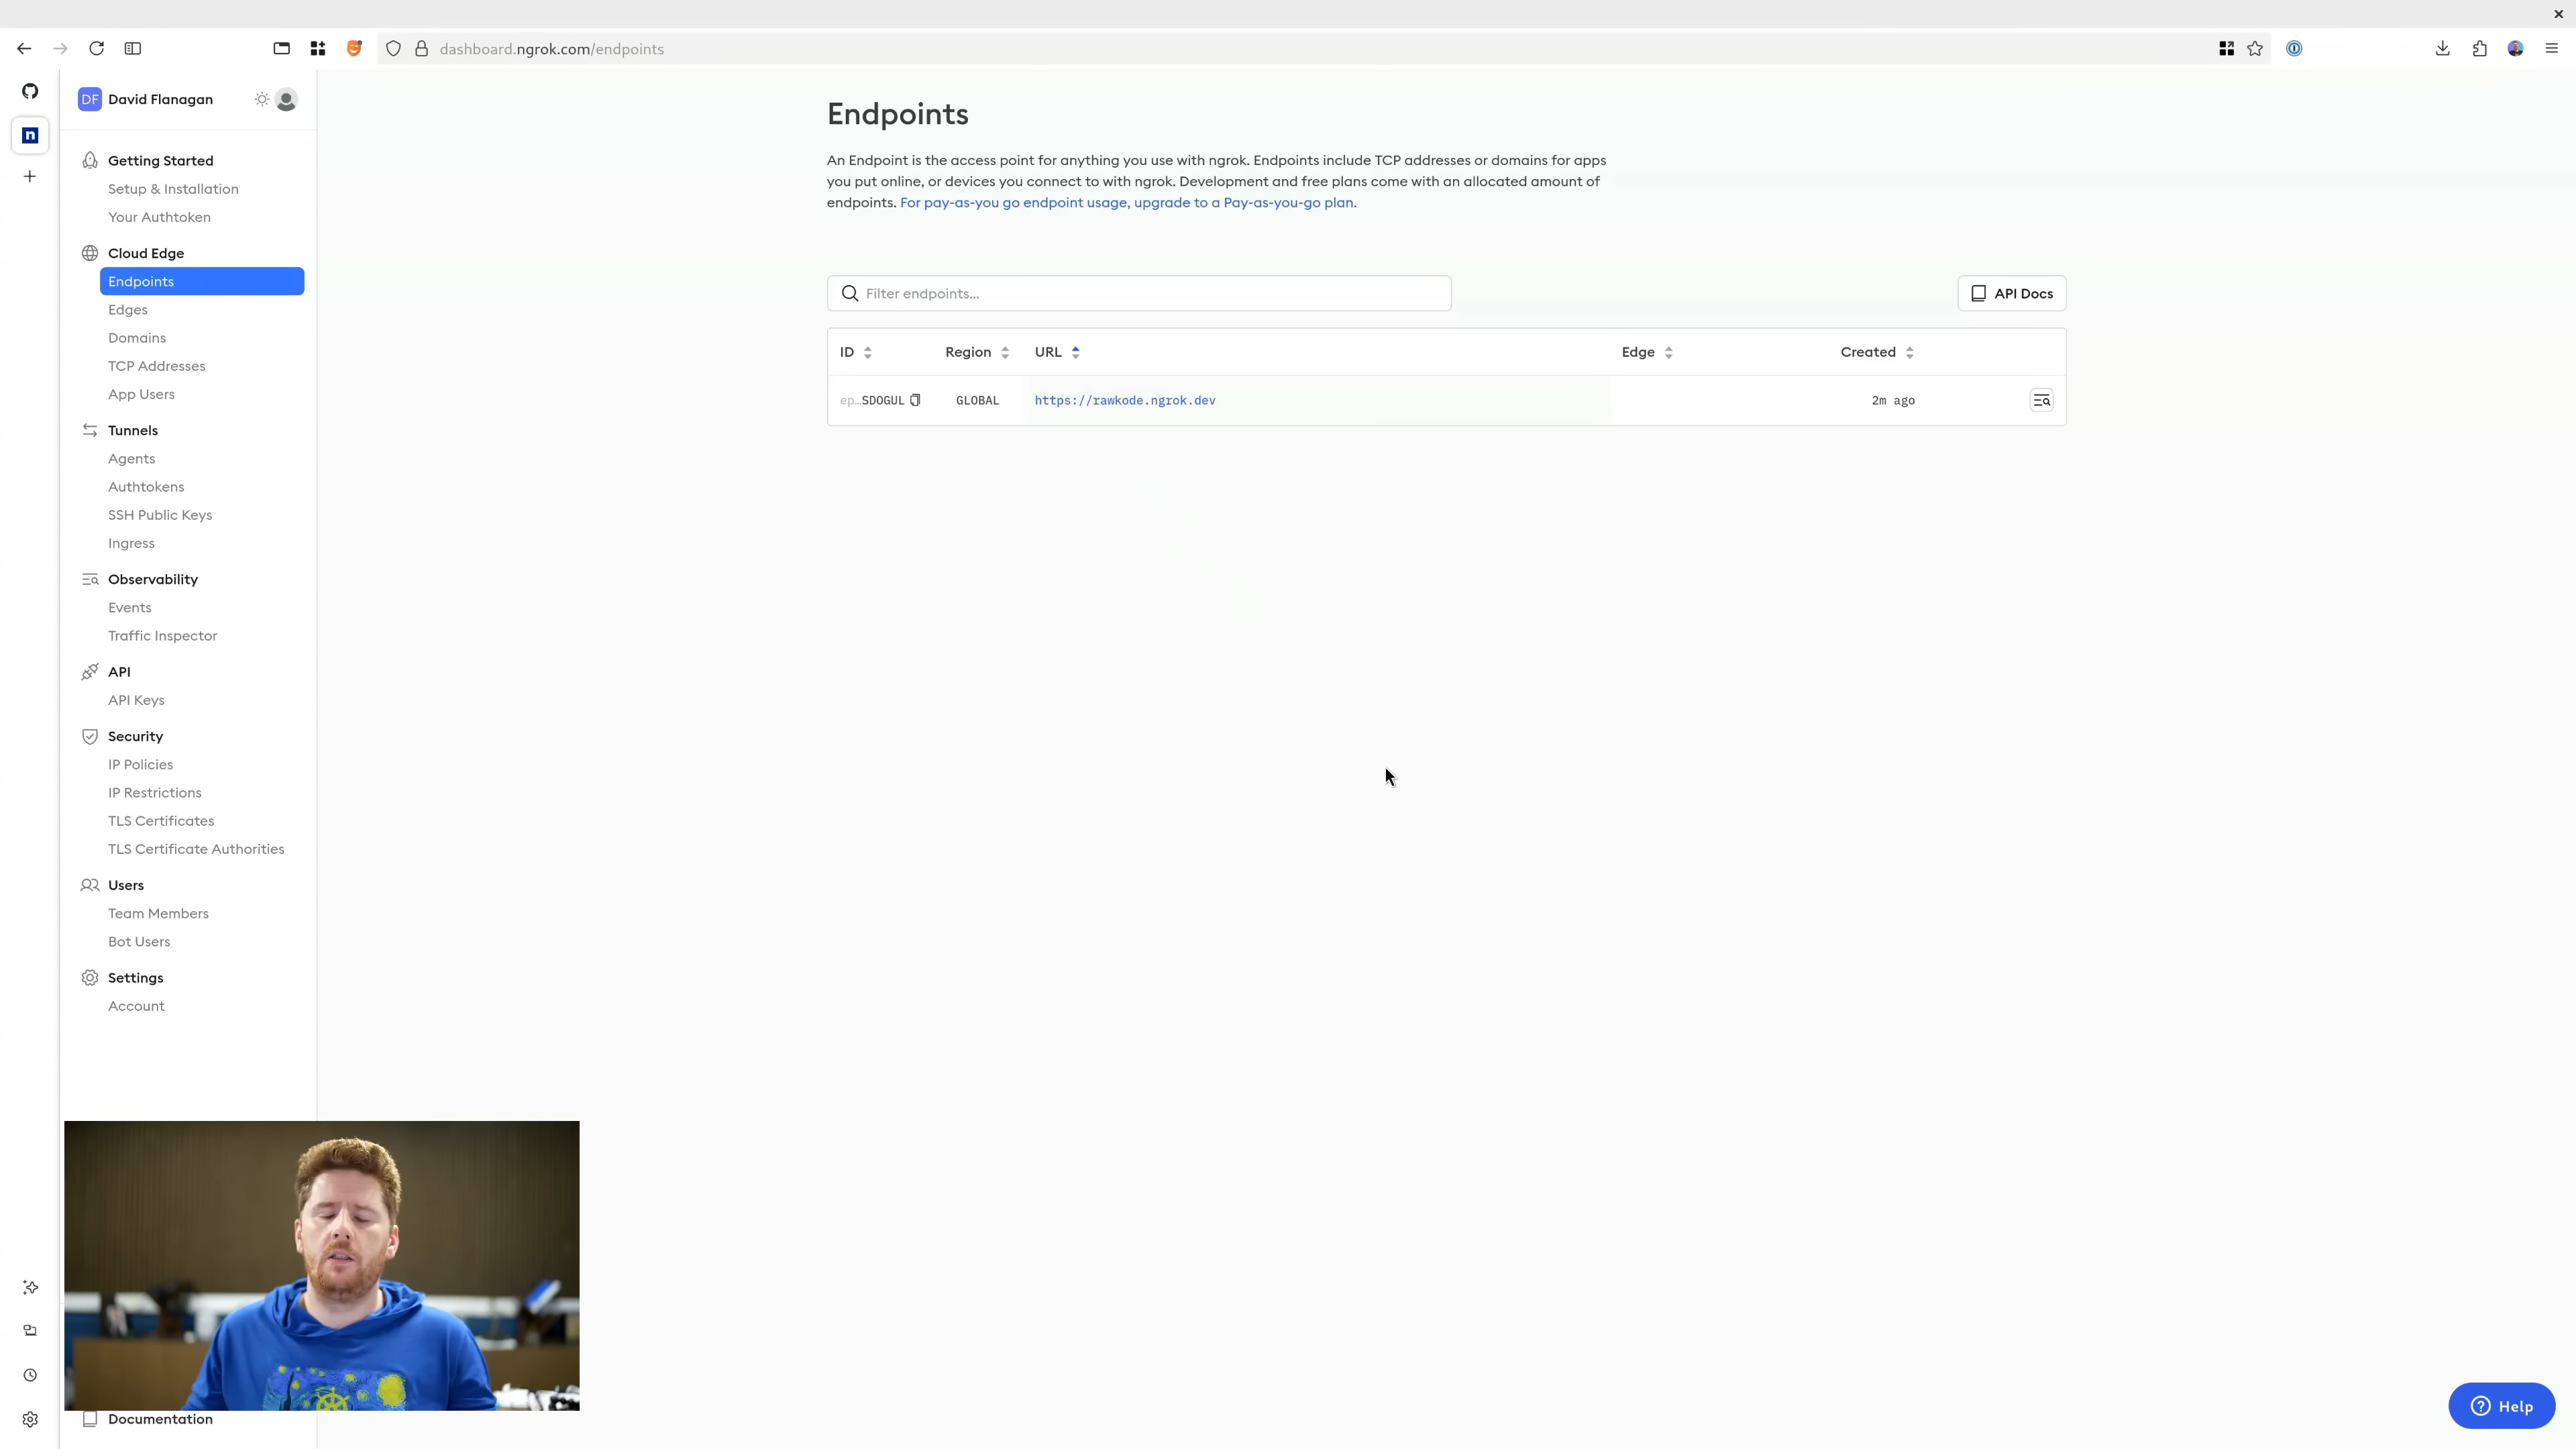 dashboard.ngrok.com/endpoints
DF David Flanagan
n
Getting Started
Setup & Installation
Your Authtoken
Cloud Edge
Endpoints
Edges
Domains
TCP Addresses
App Users
Tunnels
Agents
Authtokens
SSH Public Keys
Ingress
Observability
Events
Traffic Inspector
API
API Keys
Security
IP Policies
IP Restrictions
TLS Certificates
TLS Certificate Authorities
Users
Team Members
Bot Users
Settings
Account
Documentation
Endpoints
An Endpoint is the access point for anything you use with ngrok. Endpoints include TCP addresses or domains for apps
you put online, or devices you connect to with ngrok. Development and free plans come with an allocated amount of
endpoints. For pay-as-you go endpoint usage, upgrade to a Pay-as-you-go plan.
Filter endpoints...
API Docs
ID Region URL Edge Created
ep…SDOGUL GLOBAL https://rawkode.ngrok.dev 2m ago
Help